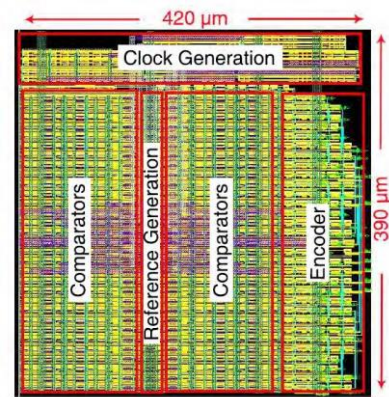 420 µm
Clock Generation
Comparators
Reference Generation
Comparators
Encoder
390 µm